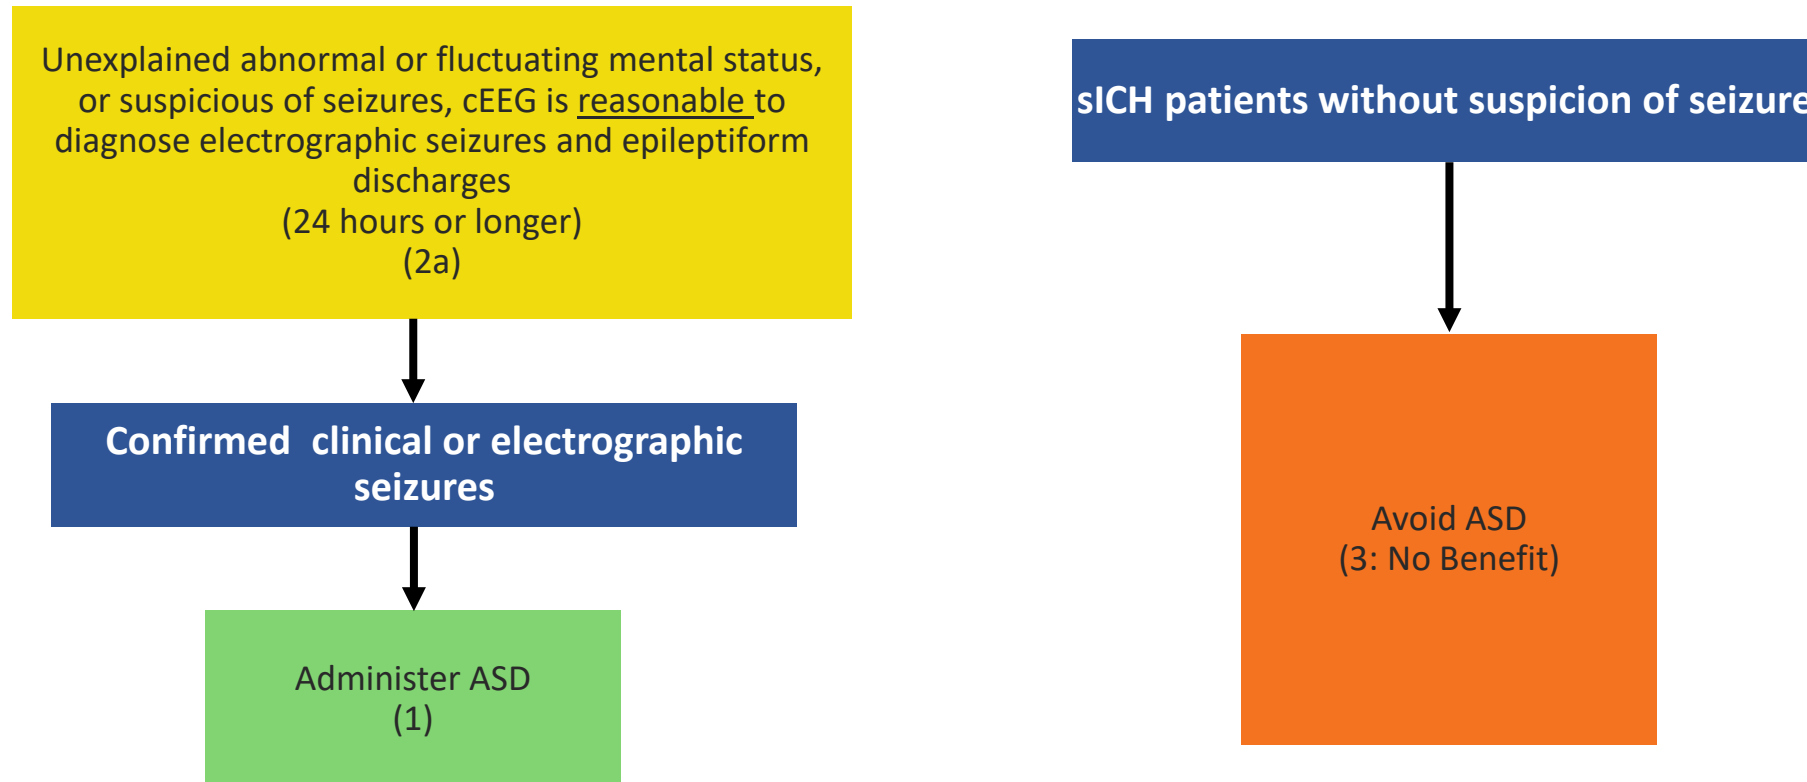 Unexplained abnormal or fluctuating mental status,
or suspicious of seizures, cEEG is reasonable to
diagnose electrographic seizures and epileptiform
discharges
(24 hours or longer)
(2a)
Confirmed clinical or electrographic
seizures
Administer ASD
(1)
sICH patients without suspicion of seizure
Avoid ASD
(3: No Benefit)